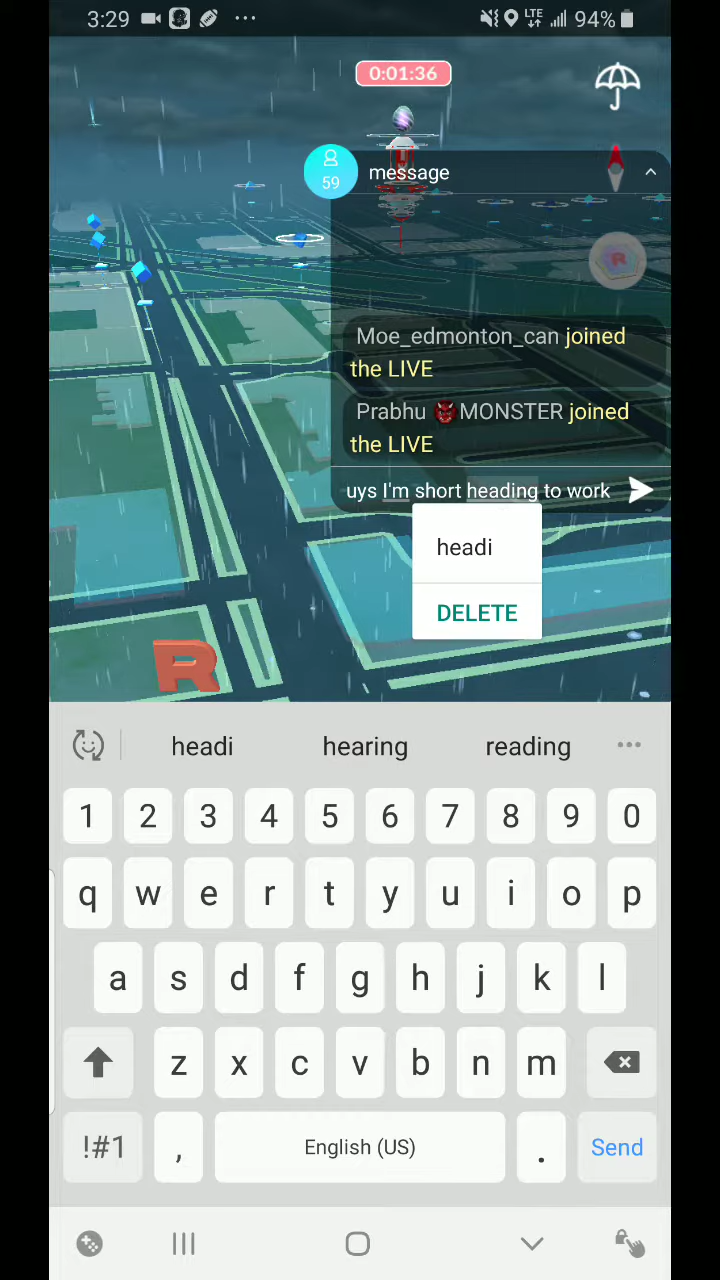 3:29 LTE 94%
0:01:36
59 message
R
Moe_edmonton_can joined
the LIVE
Prabhu 👹MONSTER joined
the LIVE
uys I'm short heading to work
headi
DELETE
R
headi hearing reading
1 2 3 4 5 6 7 8 9 0
q w e r t y u i o p
a s d f g h j k l
z x c v b n m
!#1 , English (US) . Send